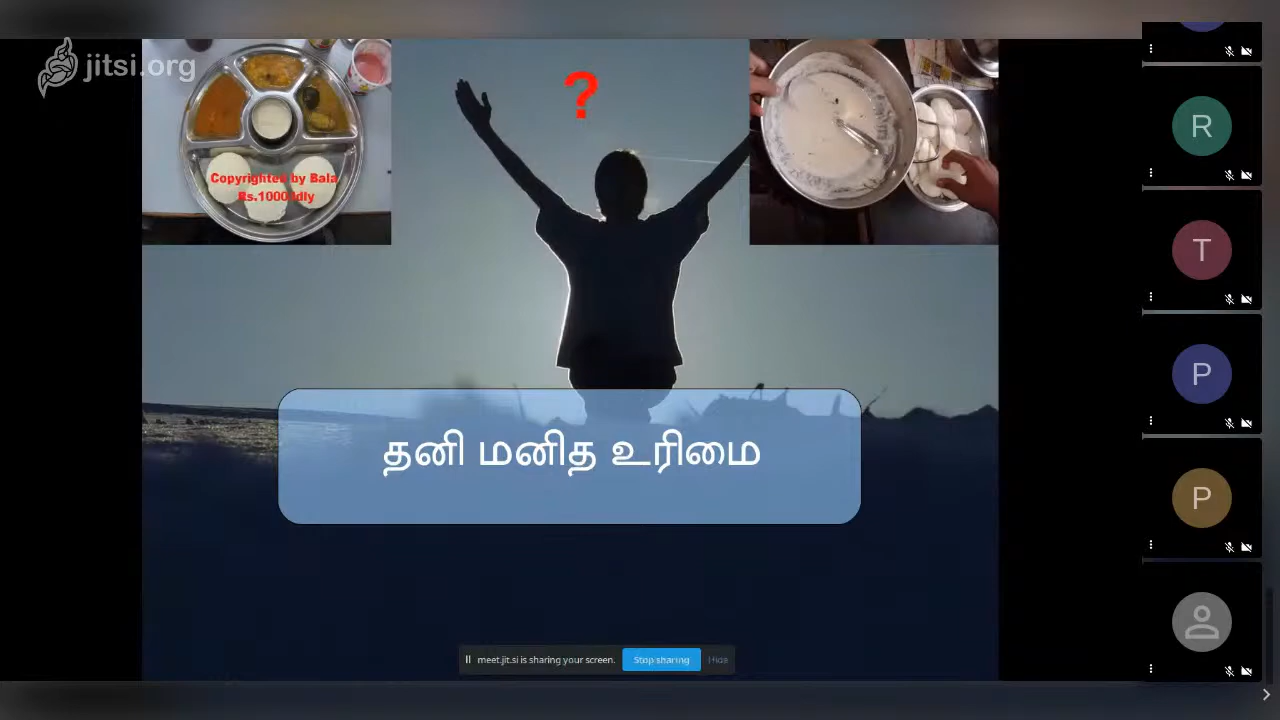 jitsi.org
?
Copyrighted by Bala
Rs.1000/Idly
தனி மனித உரிமை
meet.jit.si is sharing your screen. Stop sharing Hide
R
T
P
P